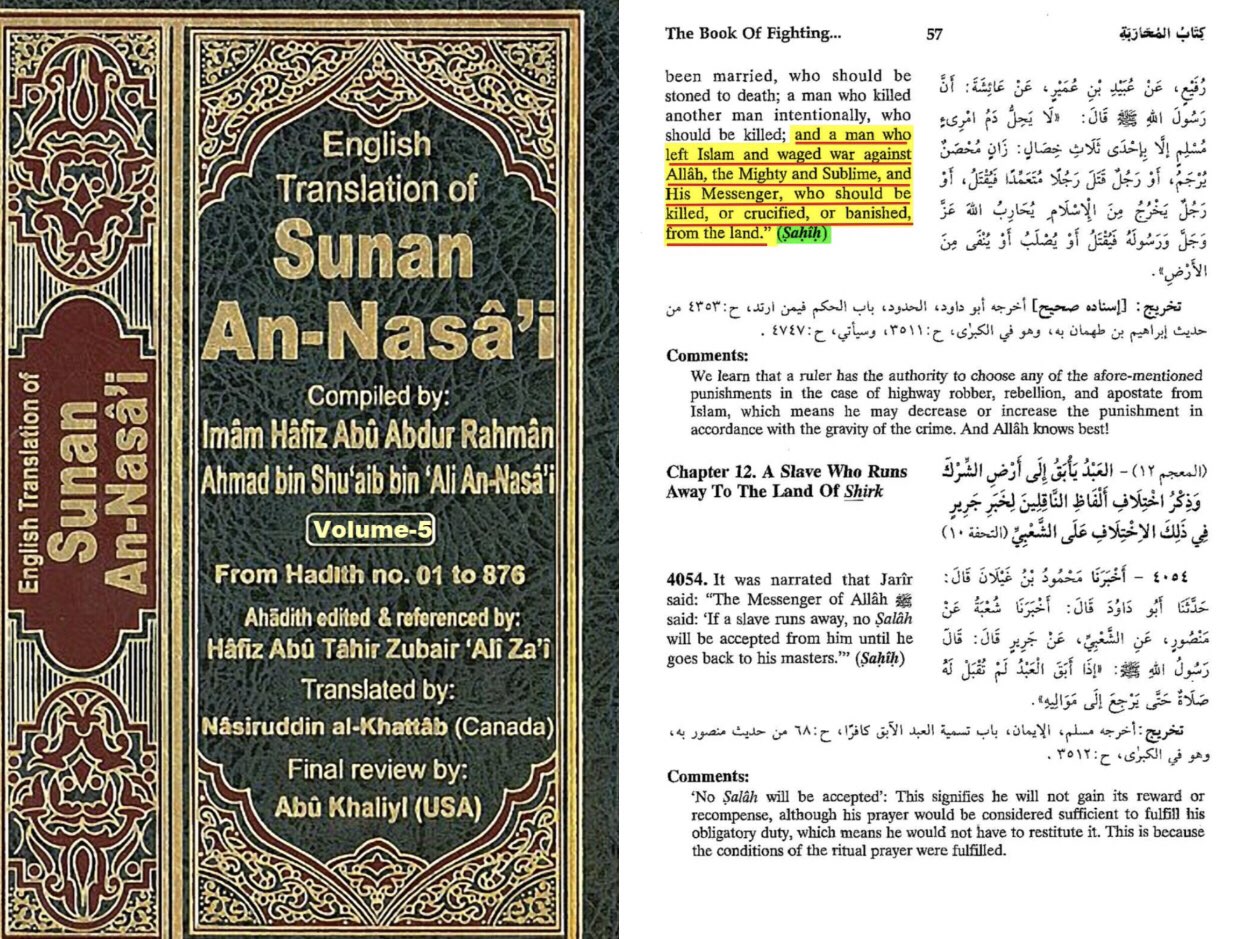 English Translation of
Sunan
An-Nasâ'i
English
Translation of
Sunan
An-Nasâ'i
Compiled by:
Imâm Hâfiz Abû Abdur Rahmân
Ahmad bin Shu'aib bin 'Ali An-Nasâ'i
Volume-5
From Hadith no. 01 to 876
Ahādith edited & referenced by:
Hâfiz Abû Tâhir Zubair 'Alî Za'î
Translated by:
Nâsiruddin al-Khattâb (Canada)
Final review by:
Abû Khaliyl (USA)
The Book Of Fighting...
57
كِتَابُ المُحَارَبَةِ
been married, who should be
stoned to death; a man who killed
another man intentionally, who
should be killed; and a man who
left Islam and waged war against
Allâh, the Mighty and Sublime, and
His Messenger, who should be
killed, or crucified, or banished,
from the land.” (Ṣaḥîḥ)
رُفَيْعٍ، عَنْ عُبَيْدِ بْنِ عُمَيْرٍ، عَنْ عَائِشَةَ: أَنَّ
رَسُولَ اللهِ ﷺ قَالَ: «لَا يَحِلُّ دَمُ امْرِىءٍ
مُسْلِمٍ إِلَّا بِإِحْدَى ثَلَاثِ خِصَالٍ: زَانٍ مُحْصَنٌ
يُرْجَمُ، أَوْ رَجُلٌ قَتَلَ رَجُلًا مُتَعَمِّدًا فَيُقْتَلُ، أَوْ
رَجُلٌ يَخْرُجُ مِنَ الْإِسْلَامِ يُحَارِبُ اللهَ عَزَّ
وَجَلَّ وَرَسُولَهُ فَيُقْتَلُ أَوْ يُصْلَبُ أَوْ يُنْفَى مِنَ
الأَرْضِ».
تخريج: [إسناده صحيح] أخرجه أبو داود، الحدود، باب الحكم فيمن ارتد، ح:٤٣٥٣ من
حديث إبراهيم بن طهمان به، وهو في الكبرٰى، ح:٣٥١١، وسيأتي، ح:٤٧٤٧ .
Comments:
We learn that a ruler has the authority to choose any of the afore-mentioned
punishments in the case of highway robber, rebellion, and apostate from
Islam, which means he may decrease or increase the punishment in
accordance with the gravity of the crime. And Allâh knows best!
Chapter 12. A Slave Who Runs
Away To The Land Of Shirk
(المعجم ١٢) - العَبْدُ يَأْبَقُ إِلَى أَرْضِ الشِّرْكِ
وَذِكْرُ اخْتِلَافِ أَلْفَاظِ النَّاقِلِينَ لِخَبَرِ جَرِيرٍ
فِي ذَلِكَ الاِخْتِلَافِ عَلَى الشَّعْبِيِّ (التحفة ١٠)
4054. It was narrated that Jarîr
said: “The Messenger of Allâh ﷺ
said: ‘If a slave runs away, no Ṣalâh
will be accepted from him until he
goes back to his masters.’” (Ṣaḥîḥ)
٤٠٥٤ - أَخْبَرَنَا مَحْمُودُ بْنُ غَيْلَانَ قَالَ:
حَدَّثَنَا أَبُو دَاوُدَ قَالَ: أَخْبَرَنَا شُعْبَةُ عَنْ
مَنْصُورٍ، عَنِ الشَّعْبِيِّ، عَنْ جَرِيرٍ قَالَ: قَالَ
رَسُولُ اللهِ ﷺ: «إِذَا أَبَقَ الْعَبْدُ لَمْ تُقْبَلْ لَهُ
صَلَاةٌ حَتَّى يَرْجِعَ إِلَى مَوَالِيهِ».
تخريج: أخرجه مسلم، الإيمان، باب تسمية العبد الآبق كافرًا، ح:٦٨ من حديث منصور به،
وهو في الكبرٰى، ح:٣٥١٢ .
Comments:
‘No Ṣalâh will be accepted’: This signifies he will not gain its reward or
recompense, although his prayer would be considered sufficient to fulfill his
obligatory duty, which means he would not have to restitute it. This is because
the conditions of the ritual prayer were fulfilled.